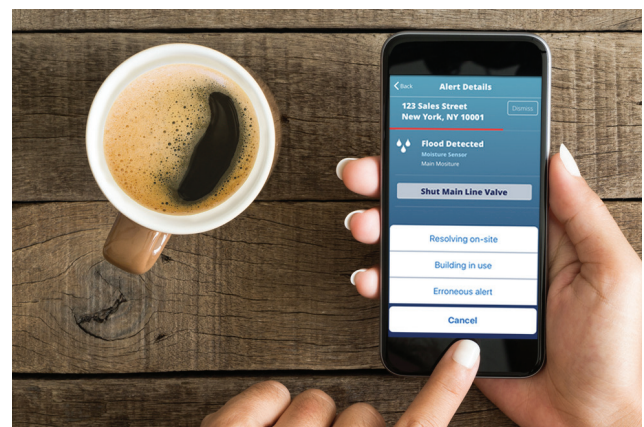 Back
Alert Details
123 Sales Street
New York, NY 10001
Dismiss
Flood Detected
Moisture Sensor
Main Mositure
Shut Main Line Valve
Resolving on-site
Building in use
Erroneous alert
Cancel